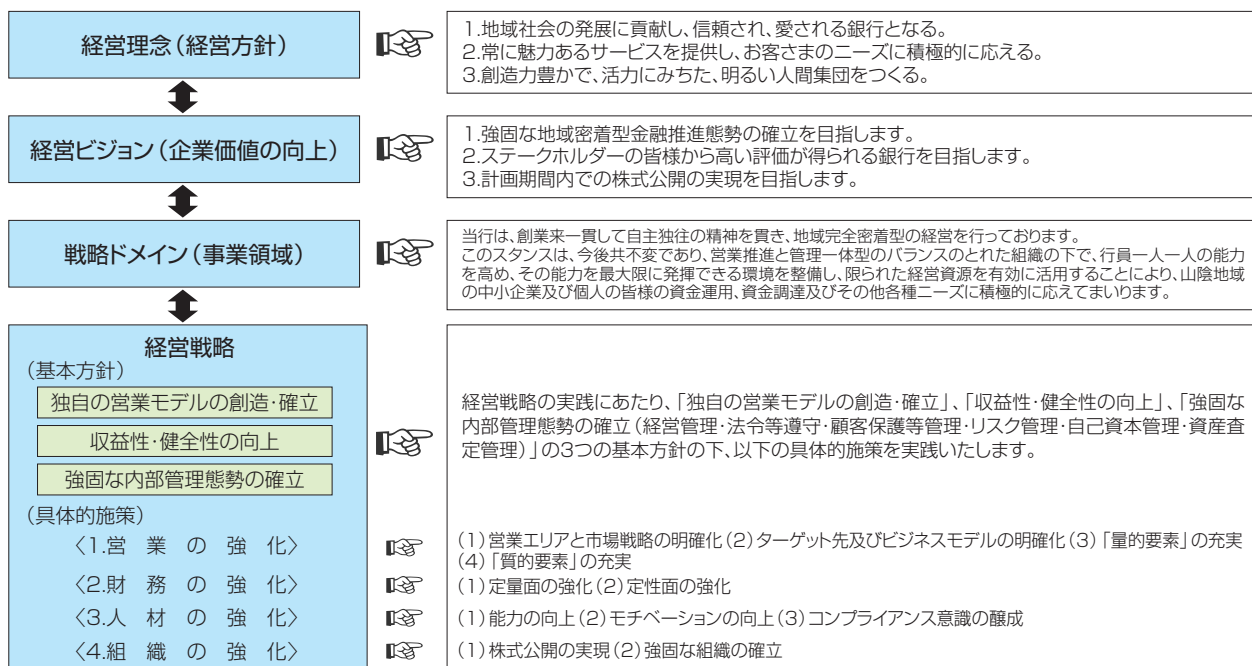 経営理念(経営方針)
1.地域社会の発展に貢献し、信頼され、愛される銀行となる。
2.常に魅力あるサービスを提供し、お客さまのニーズに積極的に応える。
3.創造力豊かで、活力にみちた、明るい人間集団をつくる。
経営ビジョン(企業価値の向上)
1.強固な地域密着型金融推進態勢の確立を目指します。
2.ステークホルダーの皆様から高い評価が得られる銀行を目指します。
3.計画期間内での株式公開の実現を目指します。
戦略ドメイン(事業領域)
当行は、創業来一貫して自主独往の精神を貫き、地域完全密着型の経営を行っております。
このスタンスは、今後共不変であり、営業推進と管理一体型のバランスのとれた組織の下で、行員一人一人の能力
を高め、その能力を最大限に発揮できる環境を整備し、限られた経営資源を有効に活用することにより、山陰地域
の中小企業及び個人の皆様の資金運用、資金調達及びその他各種ニーズに積極的に応えてまいります。
経営戦略
(基本方針)
独自の営業モデルの創造・確立
収益性・健全性の向上
強固な内部管理態勢の確立
経営戦略の実践にあたり、「独自の営業モデルの創造・確立」、「収益性・健全性の向上」、「強固な
内部管理態勢の確立(経営管理・法令等遵守・顧客保護等管理・リスク管理・自己資本管理・資産査
定管理)」の3つの基本方針の下、以下の具体的施策を実践いたします。
(具体的施策)
〈1.営 業 の 強 化〉
(1)営業エリアと市場戦略の明確化(2)ターゲット先及びビジネスモデルの明確化(3)「量的要素」の充実
(4)「質的要素」の充実
〈2.財 務 の 強 化〉
(1)定量面の強化(2)定性面の強化
〈3.人 材 の 強 化〉
(1)能力の向上(2)モチベーションの向上(3)コンプライアンス意識の醸成
〈4.組 織 の 強 化〉
(1)株式公開の実現(2)強固な組織の確立